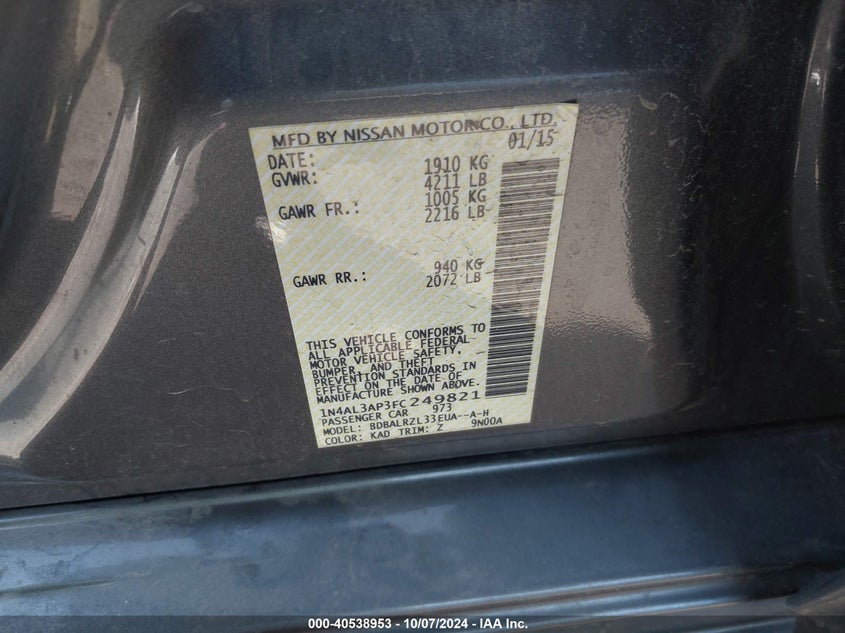 MFD BY NISSAN MOTOR CO., LTD.
DATE: 01/15
GVWR: 1910 KG
4211 LB
GAWR FR.: 1005 KG
2216 LB
GAWR RR.: 940 KG
2072 LB
THIS VEHICLE CONFORMS TO
ALL APPLICABLE FEDERAL
MOTOR VEHICLE SAFETY,
BUMPER, AND THEFT
PREVENTION STANDARDS IN
EFFECT ON THE DATE OF
MANUFACTURE SHOWN ABOVE.
1N4AL3AP3FC249821
PASSENGER CAR 973
MODEL: BDBALRZL33EUA--A-H
COLOR: KAD TRIM: Z 9N00A
000-40538953 - 10/07/2024 - IAA Inc.